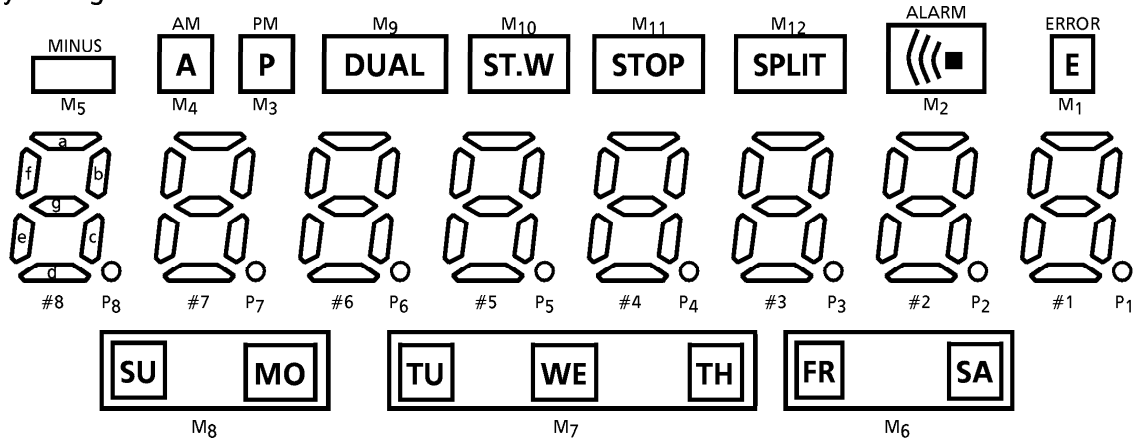 AM PM M9 M10 M11 M12 ALARM ERROR
MINUS A P DUAL ST.W STOP SPLIT E
M5 M4 M3 M2 M1
a
f b
g
e c
d
#8 P8 #7 P7 #6 P6 #5 P5 #4 P4 #3 P3 #2 P2 #1 P1
SU MO TU WE TH FR SA
M8 M7 M6